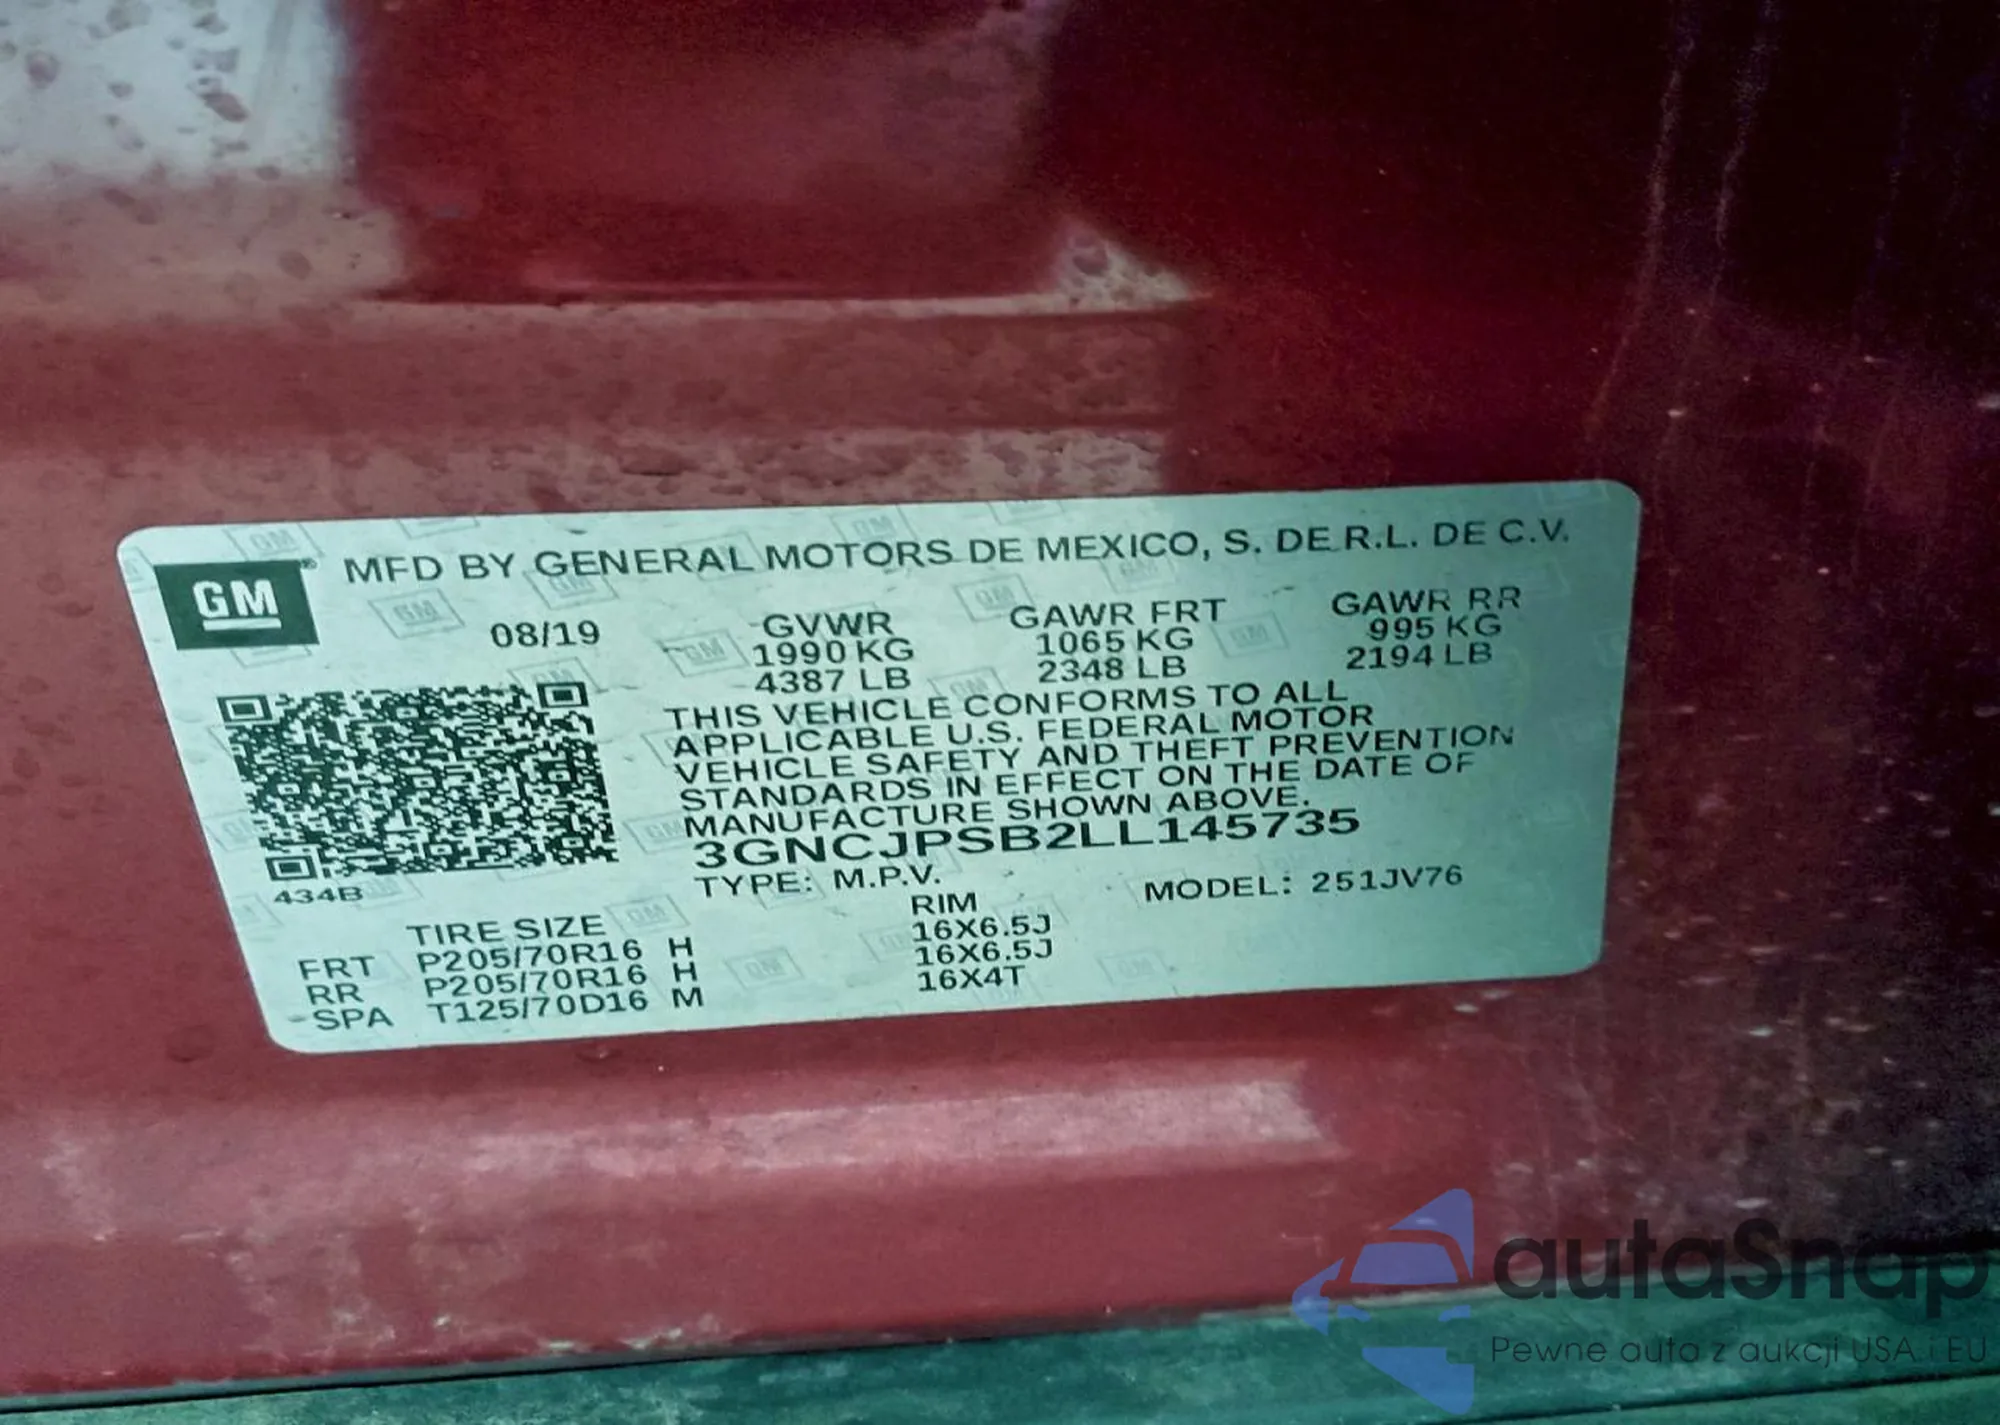 GM
MFD BY GENERAL MOTORS DE MEXICO, S. DE R.L. DE C.V.
08/19 GVWR GAWR FRT GAWR RR
1990 KG 1065 KG 995 KG
4387 LB 2348 LB 2194 LB
THIS VEHICLE CONFORMS TO ALL
APPLICABLE U.S. FEDERAL MOTOR
VEHICLE SAFETY AND THEFT PREVENTION
STANDARDS IN EFFECT ON THE DATE OF
MANUFACTURE SHOWN ABOVE.
3GNCJPSB2LL145735
434B
TYPE: M.P.V. MODEL: 251JV76
TIRE SIZE RIM
FRT P205/70R16 H 16X6.5J
RR P205/70R16 H 16X6.5J
SPA T125/70D16 M 16X4T
autaSnap
Pewne auta z aukcji USA i EU